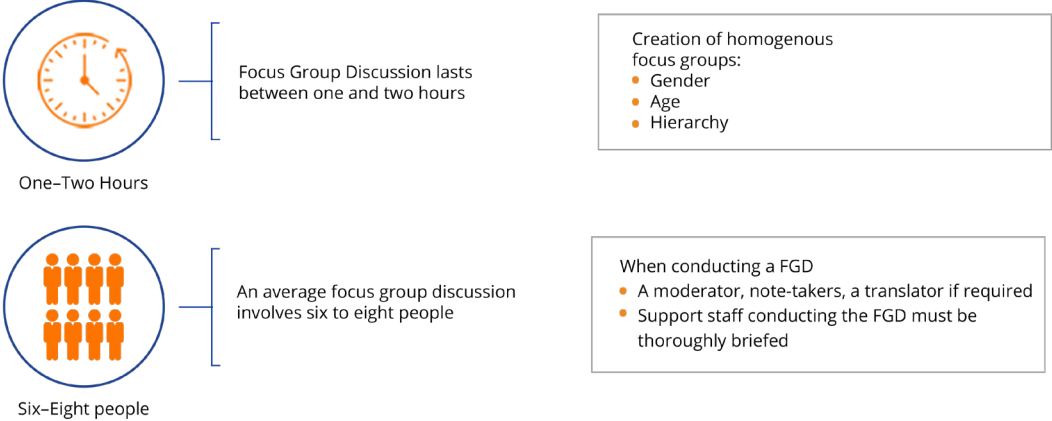 One–Two Hours
Focus Group Discussion lasts
between one and two hours
Creation of homogenous
focus groups:
• Gender
• Age
• Hierarchy
Six–Eight people
An average focus group discussion
involves six to eight people
When conducting a FGD
• A moderator, note-takers, a translator if required
• Support staff conducting the FGD must be
thoroughly briefed